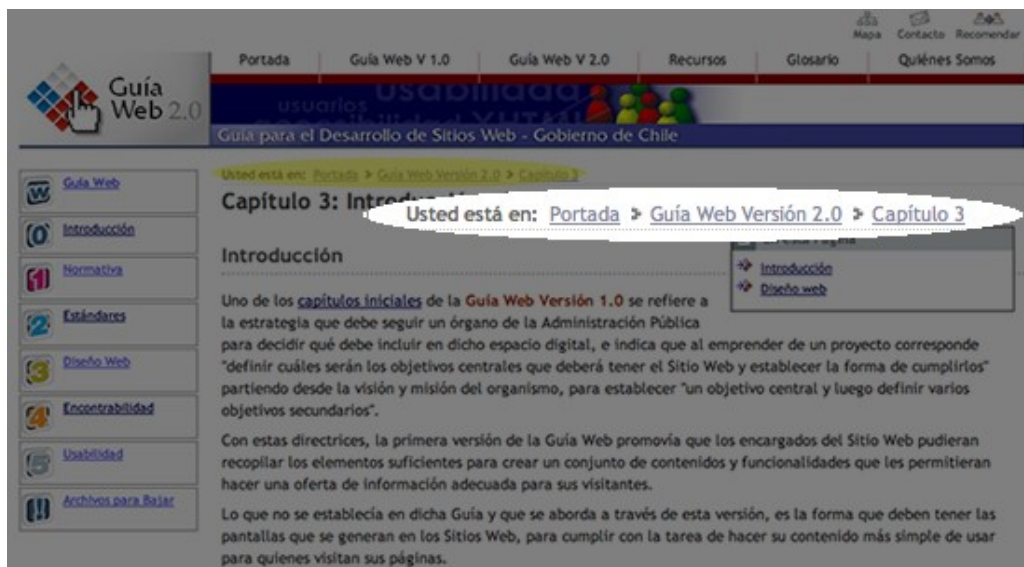 Mapa Contacto Recomendar
Portada Guía Web V 1.0 Guía Web V 2.0 Recursos Glosario Quiénes Somos
Guía
Web 2.0
usuarios usabilidad
accesibilidad XHTML
Guía para el Desarrollo de Sitios Web - Gobierno de Chile
Guía Web
Introducción
Normativa
Estándares
Diseño Web
Encontrabilidad
Usabilidad
Archivos para Bajar
Usted está en: Portada > Guía Web Versión 2.0 > Capítulo 3
Capítulo 3:
Usted está en: Portada > Guía Web Versión 2.0 > Capítulo 3
Introducción
Diseño web
Introducción
Uno de los capítulos iniciales de la Guía Web Versión 1.0 se refiere a
la estrategia que debe seguir un órgano de la Administración Pública
para decidir qué debe incluir en dicho espacio digital, e indica que al emprender de un proyecto corresponde
"definir cuáles serán los objetivos centrales que deberá tener el Sitio Web y establecer la forma de cumplirlos"
partiendo desde la visión y misión del organismo, para establecer "un objetivo central y luego definir varios
objetivos secundarios".
Con estas directrices, la primera versión de la Guía Web promovía que los encargados del Sitio Web pudieran
recopilar los elementos suficientes para crear un conjunto de contenidos y funcionalidades que les permitieran
hacer una oferta de información adecuada para sus visitantes.
Lo que no se establecía en dicha Guía y que se aborda a través de esta versión, es la forma que deben tener las
pantallas que se generan en los Sitios Web, para cumplir con la tarea de hacer su contenido más simple de usar
para quienes visitan sus páginas.